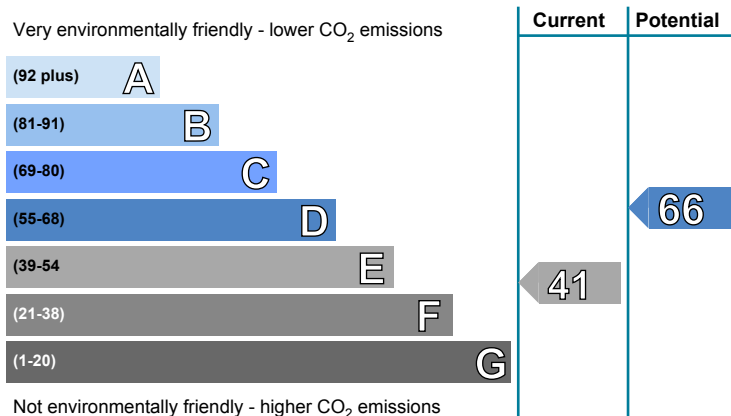 Very environmentally friendly - lower CO₂ emissions
Current
Potential
(92 plus) A
(81-91) B
(69-80) C
(55-68) D
66
(39-54 E
41
(21-38) F
(1-20) G
Not environmentally friendly - higher CO₂ emissions